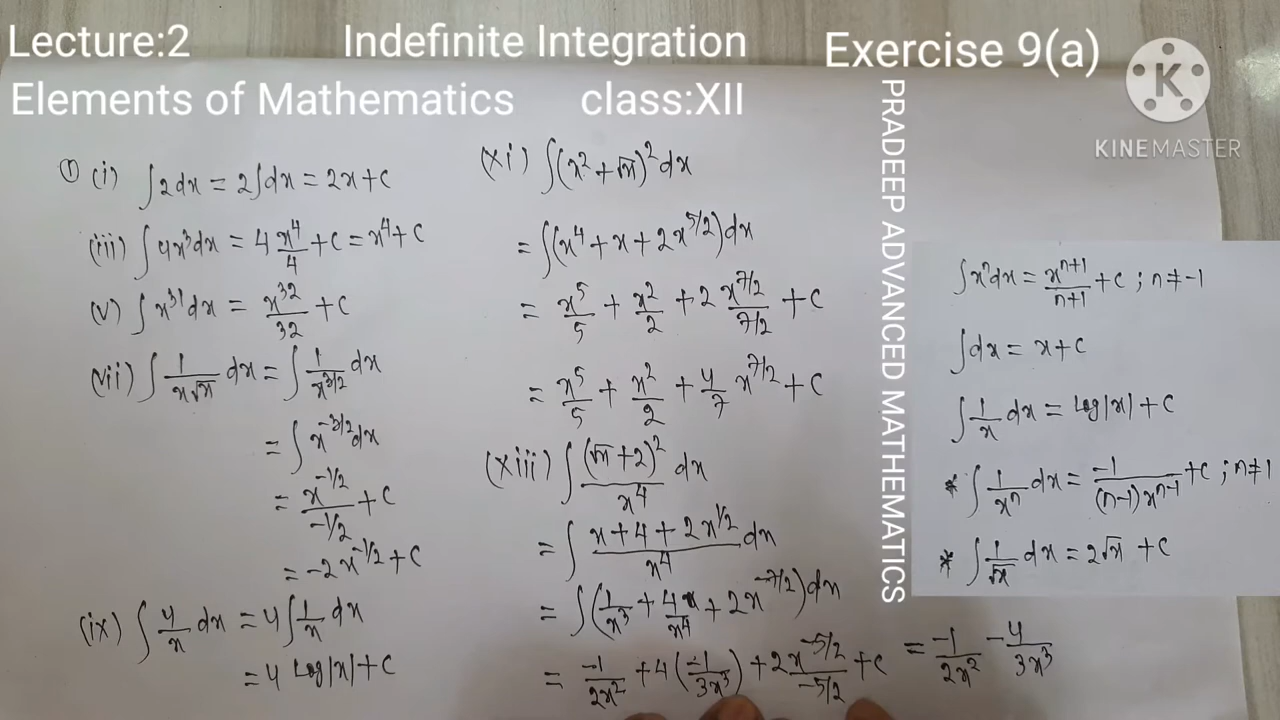 Lecture:2 Indefinite Integration Exercise 9(a)
Elements of Mathematics class:XII
K
KINEMASTER
PRADEEP ADVANCED MATHEMATICS
① (i) ∫2dx = 2∫dx = 2x+c
(iii) ∫4x³dx = 4 x⁴/4 +c = x⁴+c
(v) ∫x³¹dx = x³²/32 + c
(vii) ∫ 1/(x√x) dx = ∫ 1/x^(3/2) dx
= ∫ x^(-3/2) dx
= x^(-1/2)/(-1/2) + c
= -2x^(-1/2) + c
(ix) ∫ 4/x dx = 4∫ 1/x dx
= 4 log|x| + c
(xi) ∫(x² + √x)² dx
= ∫(x⁴ + x + 2x^(5/2))dx
= x⁵/5 + x²/2 + 2 x^(7/2)/(7/2) + c
= x⁵/5 + x²/2 + 4/7 x^(7/2) + c
(xiii) ∫ (√x + 2)²/x⁴ dx
= ∫ (x + 4 + 2x^(1/2))/x⁴ dx
= ∫(1/x³ + 4/x⁴ + 2x^(-7/2))dx
= -1/2x² + 4(-1/3x³) + 2x^(-5/2)/(-5/2) + c = -1/2x² - 4/3x³
∫xⁿdx = x^(n+1)/(n+1) + c ; n≠-1
∫dx = x+c
∫ 1/x dx = log|x| + c
* ∫ 1/xⁿ dx = -1/((n-1)x^(n-1)) + c ; n≠1
* ∫ 1/√x dx = 2√x + c